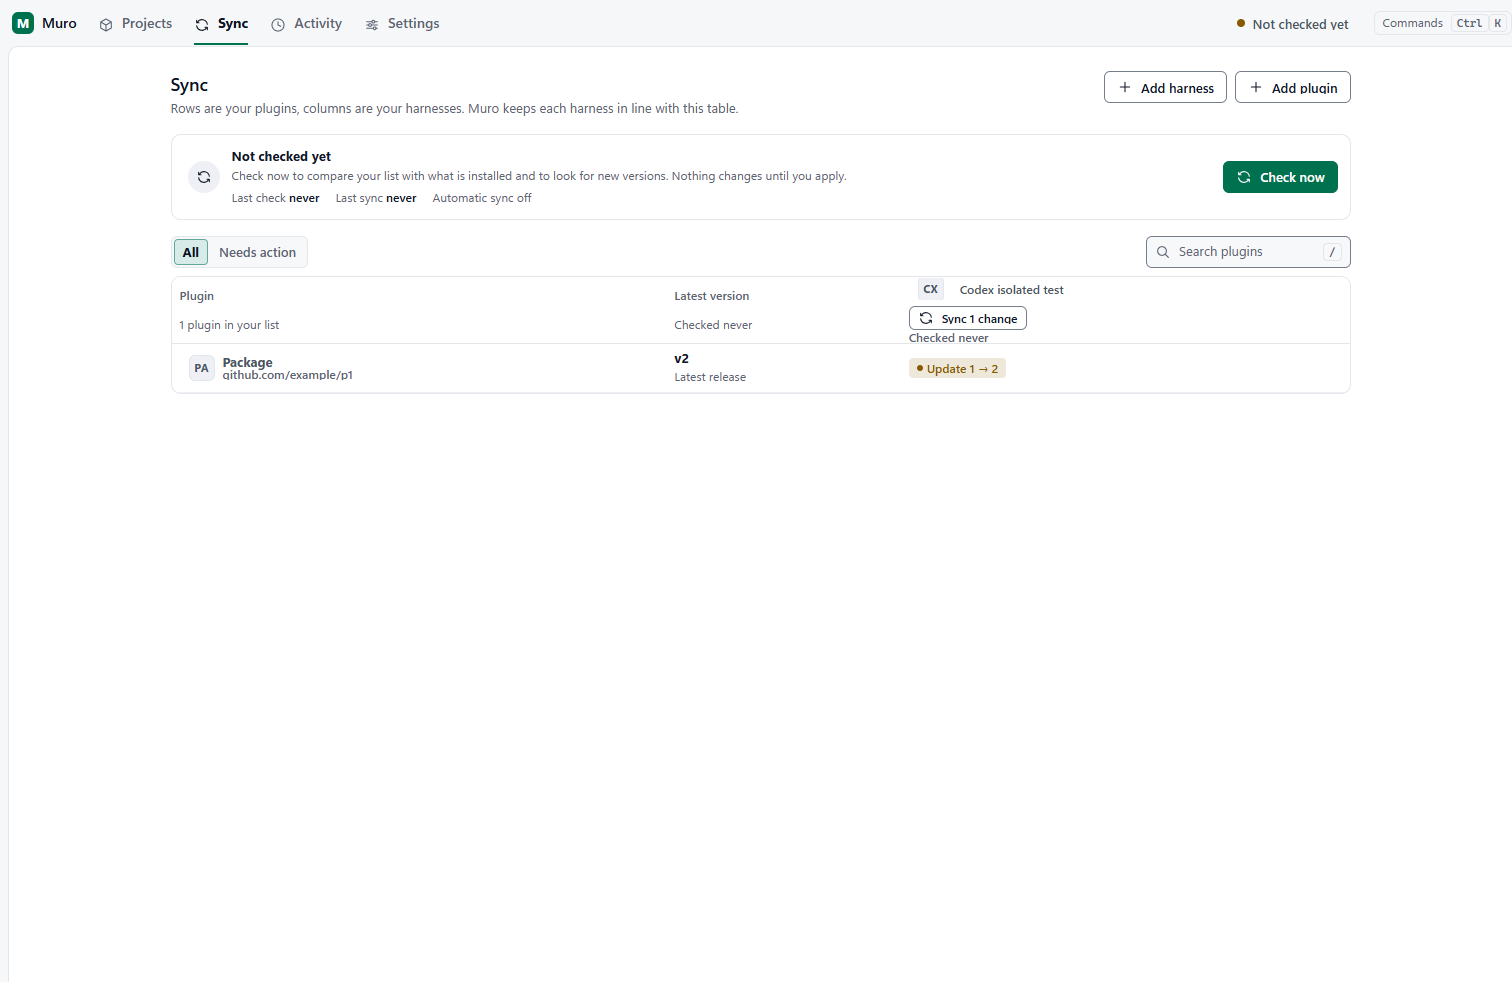 M Muro Projects Sync Activity Settings Not checked yet Commands Ctrl K
Sync
Rows are your plugins, columns are your harnesses. Muro keeps each harness in line with this table.
Add harness
Add plugin
Not checked yet
Check now to compare your list with what is installed and to look for new versions. Nothing changes until you apply.
Last check never Last sync never Automatic sync off
Check now
All Needs action
Search plugins /
Plugin Latest version CX Codex isolated test
1 plugin in your list Checked never Sync 1 change
Checked never
PA Package v2 Update 1 → 2
github.com/example/p1 Latest release